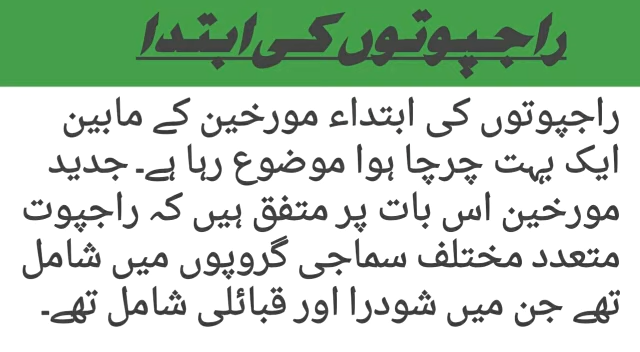 راجپوتوں کی ابتدا
راجپوتوں کی ابتداء مورخین کے مابین
ایک بہت چرچا ہوا موضوع رہا ہے۔ جدید
مورخین اس بات پر متفق ہیں کہ راجپوت
متعدد مختلف سماجی گروپوں میں شامل
تھے جن میں شودرا اور قبائلی شامل تھے۔